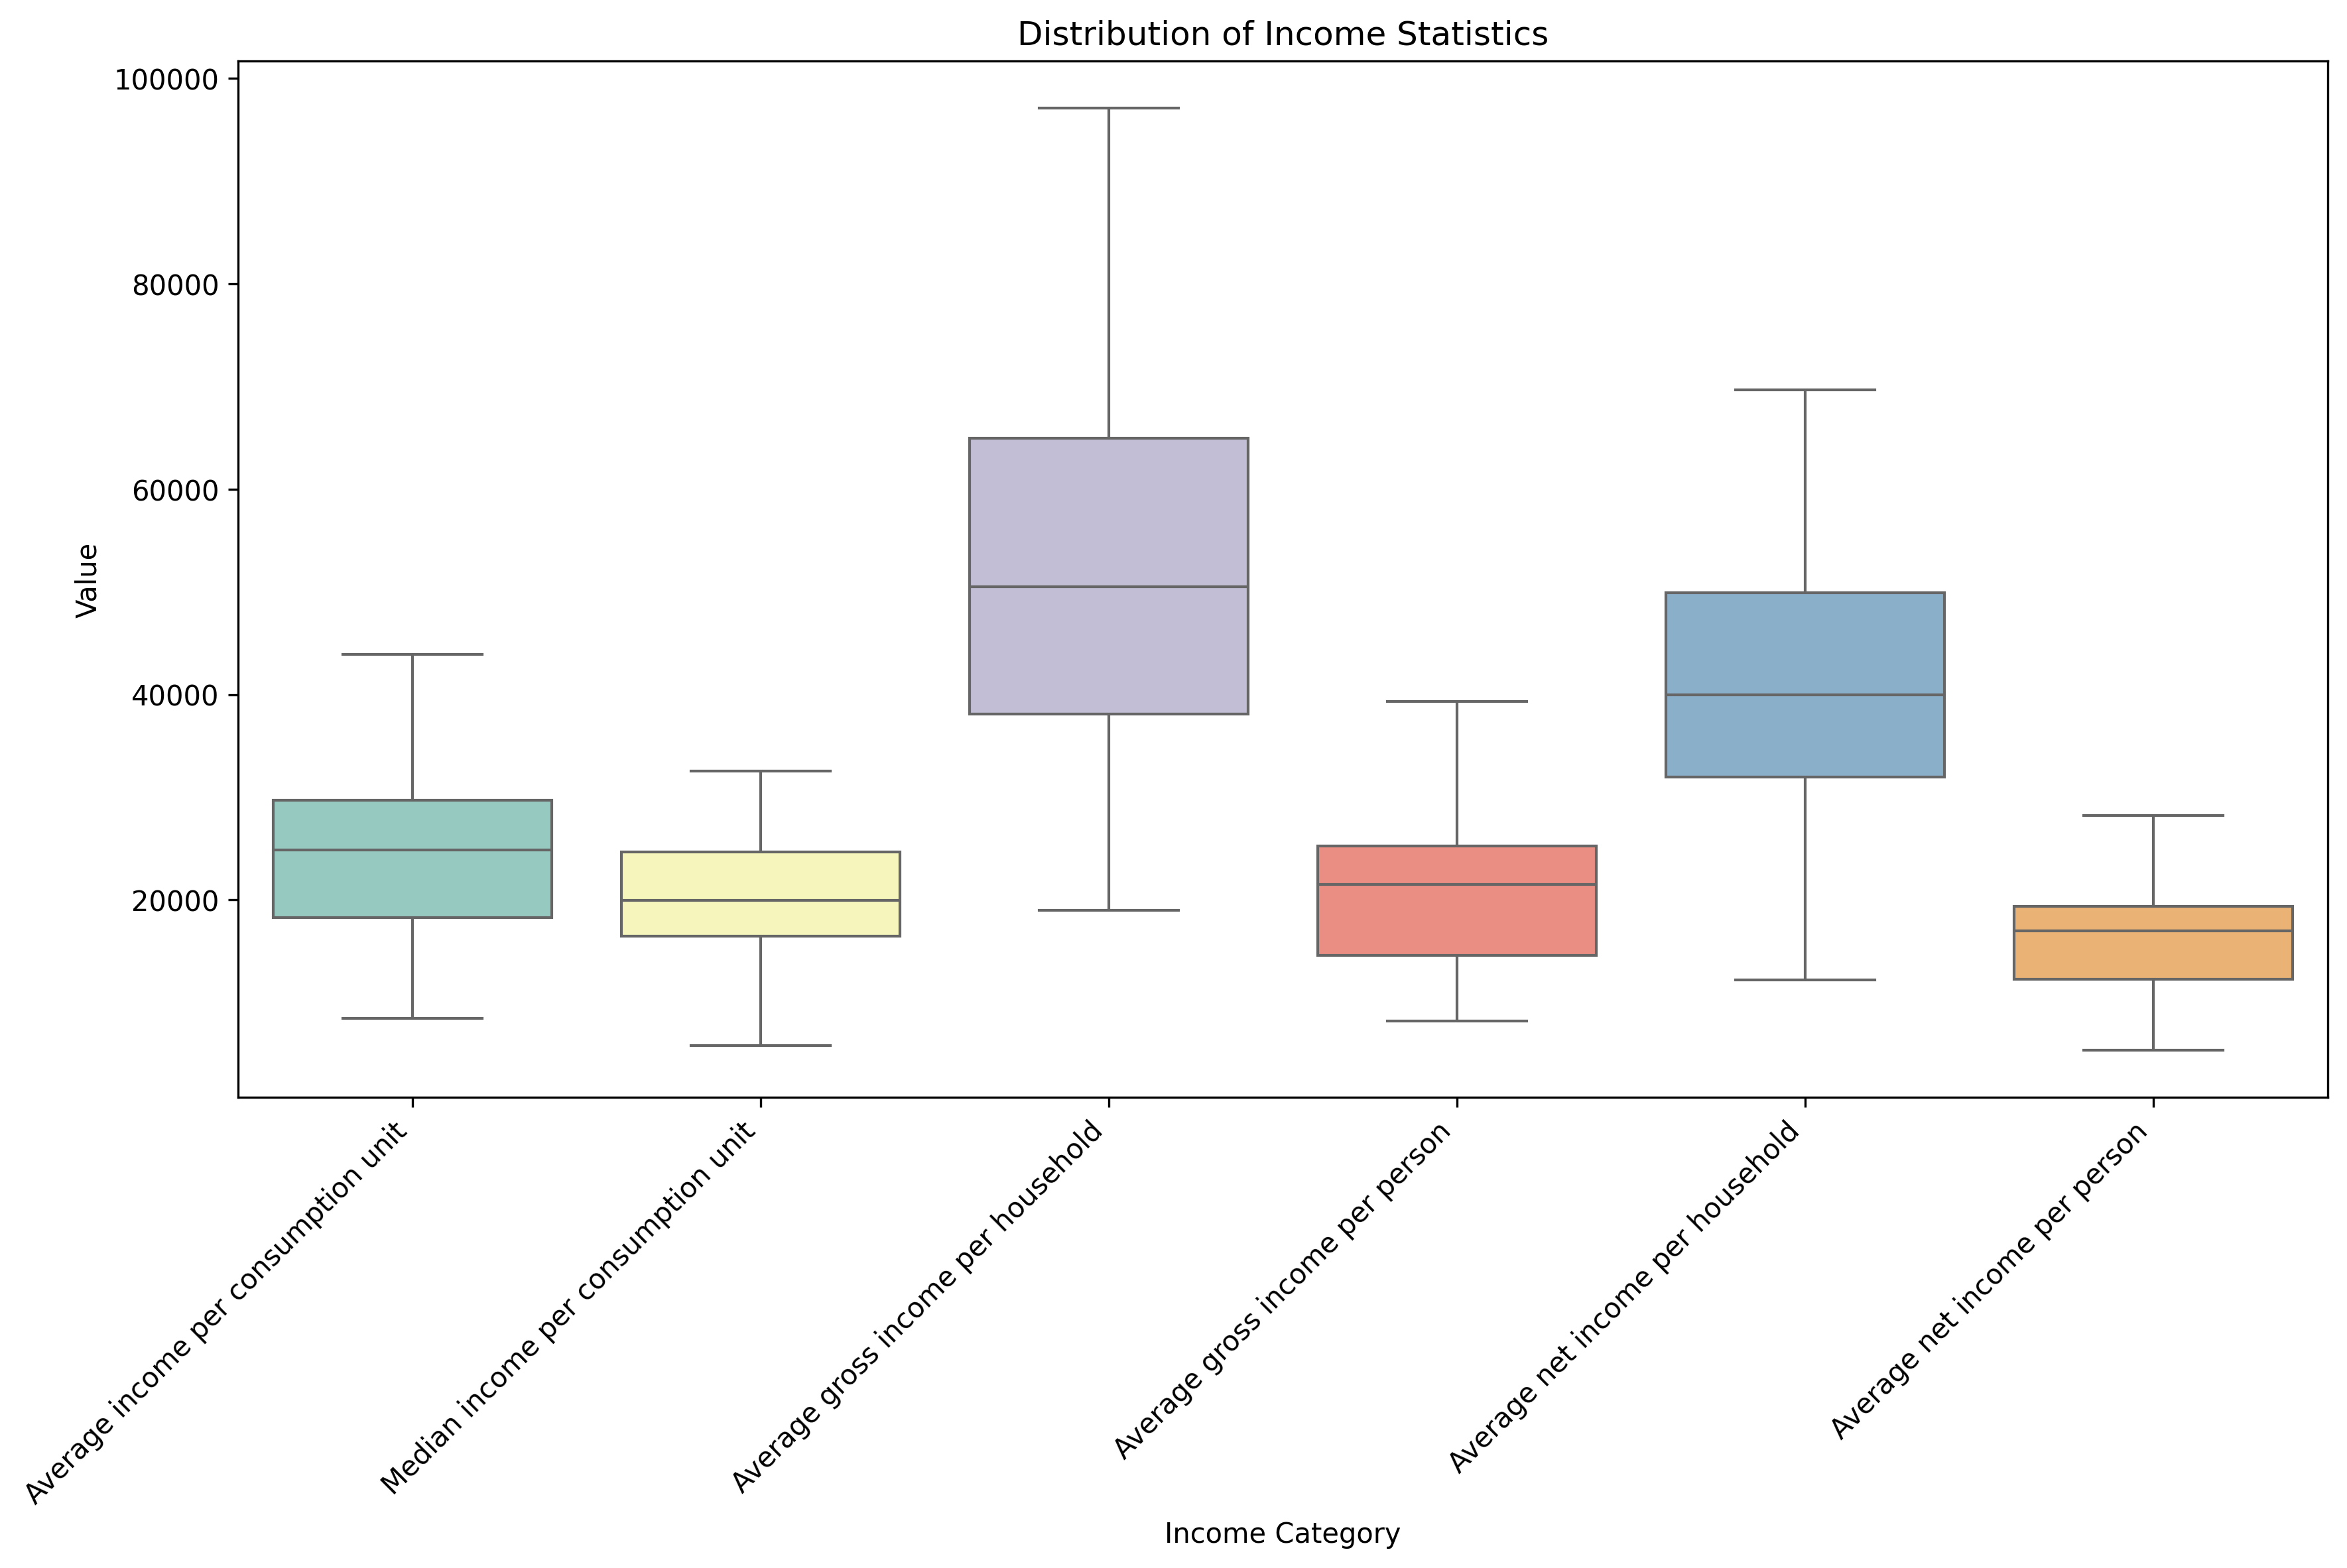 Distribution of Income Statistics
100000
80000
60000
40000
20000
Value
Average income per consumption unit
Median income per consumption unit
Average gross income per household
Average gross income per person
Average net income per household
Average net income per person
Income Category